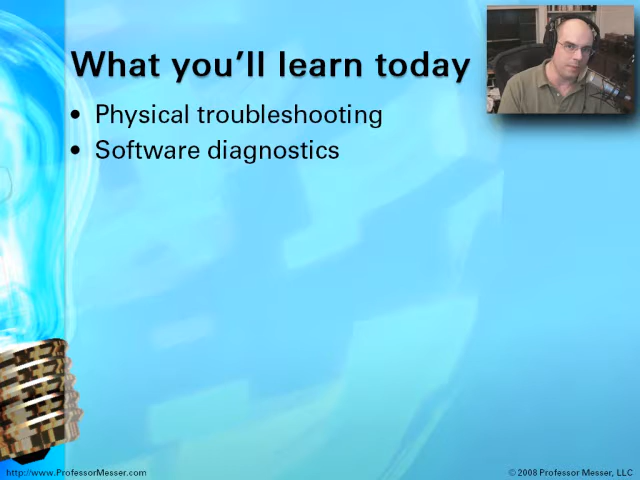 What you'll learn today
• Physical troubleshooting
• Software diagnostics
http://www.ProfessorMesser.com
© 2008 Professor Messer, LLC